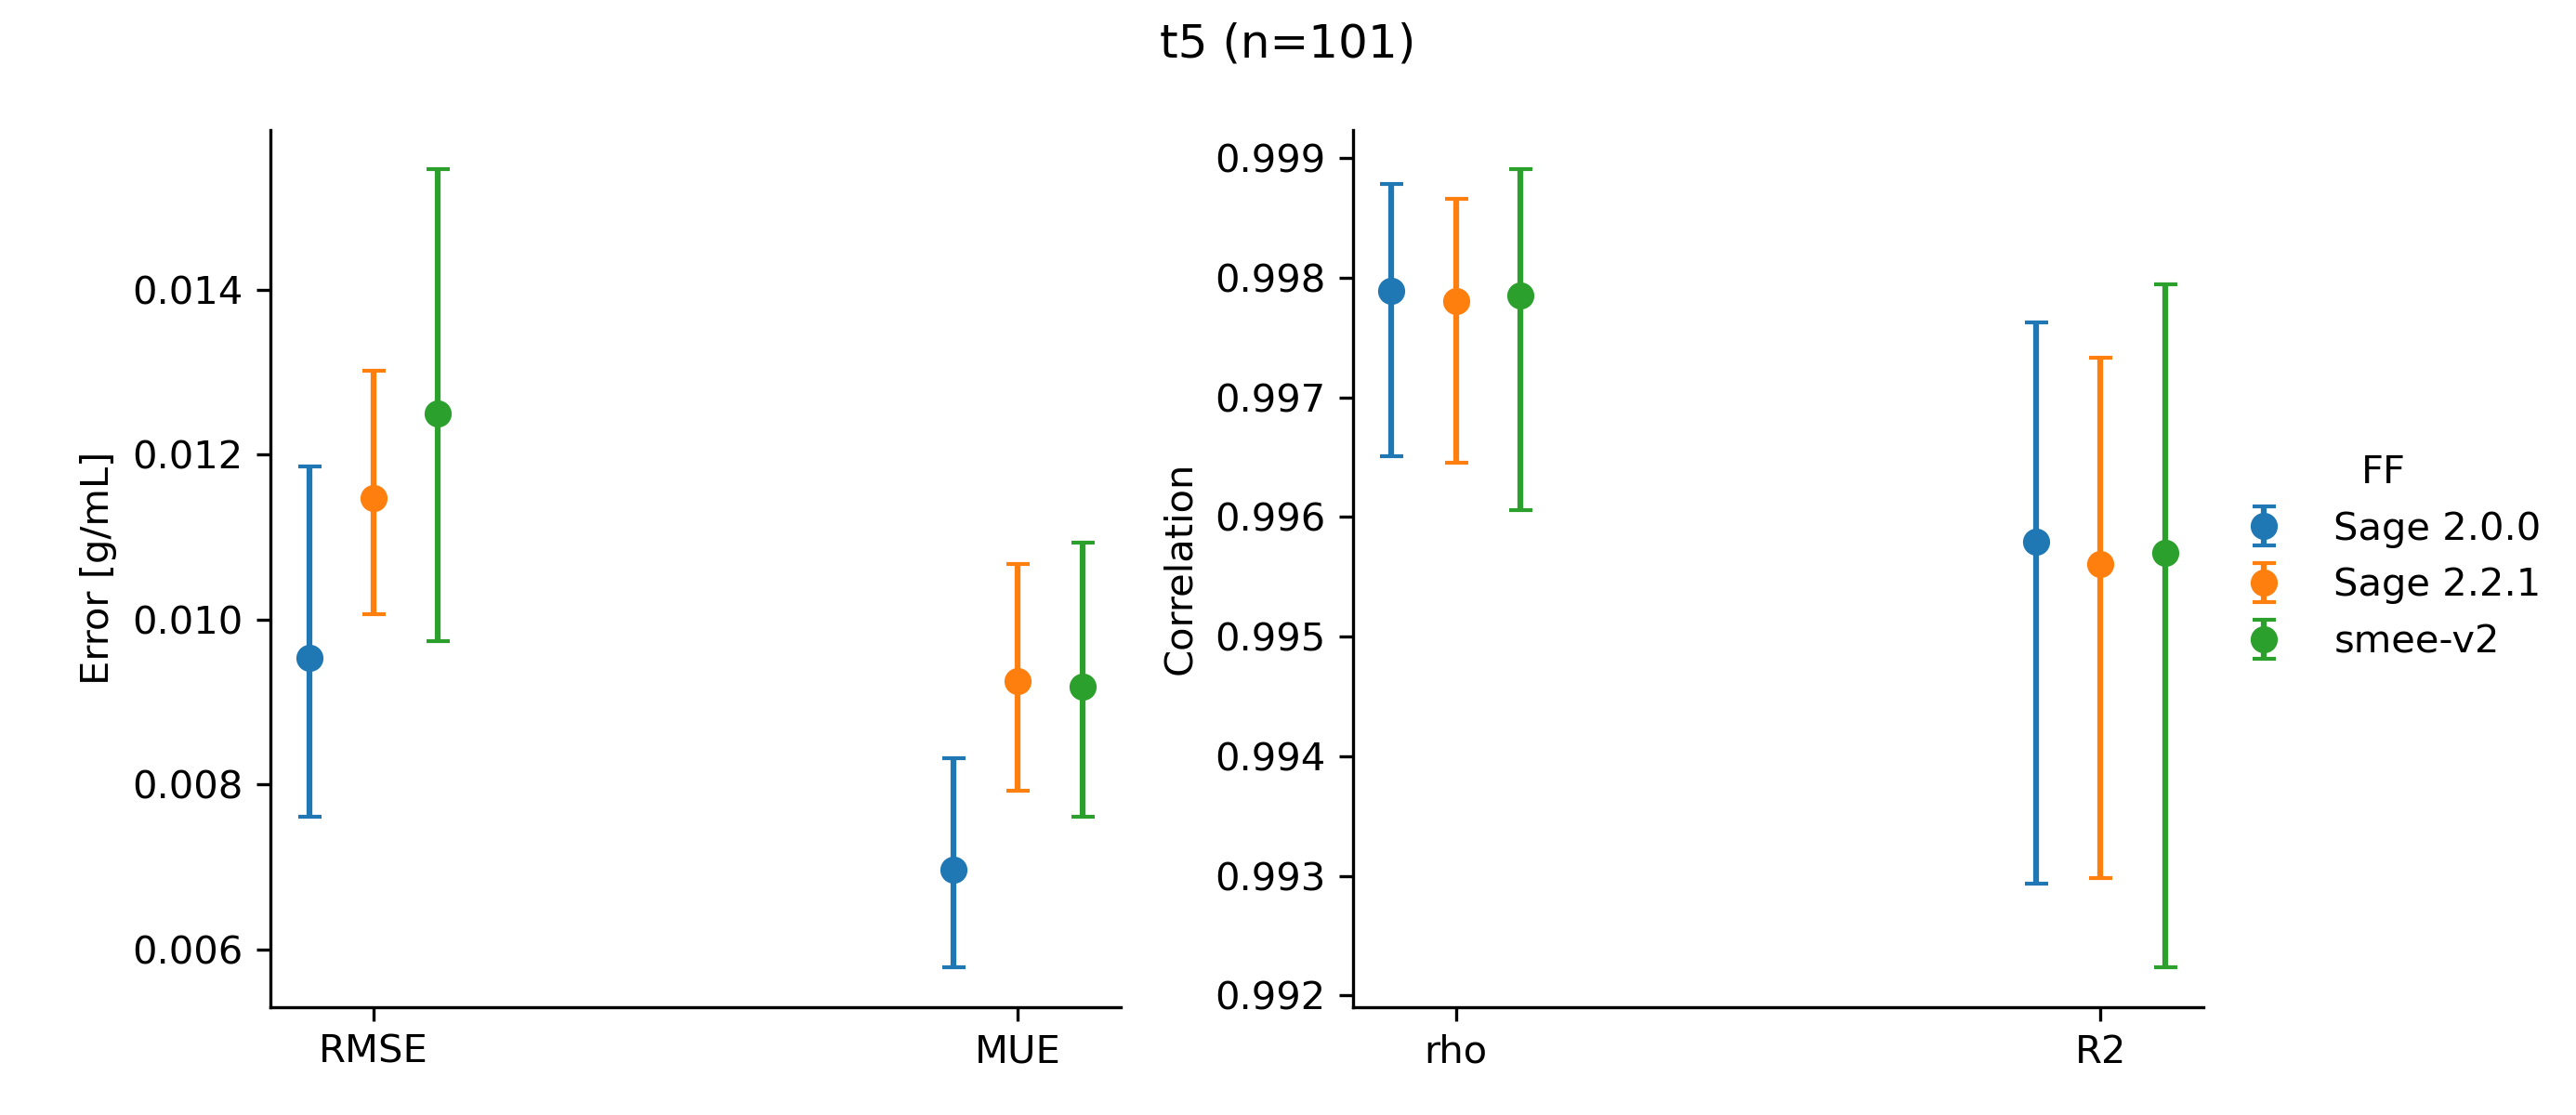 t5 (n=101)
Error [g/mL]
0.014
0.012
0.010
0.008
0.006
RMSE
MUE
Correlation
0.999
0.998
0.997
0.996
0.995
0.994
0.993
0.992
rho
R2
FF
Sage 2.0.0
Sage 2.2.1
smee-v2